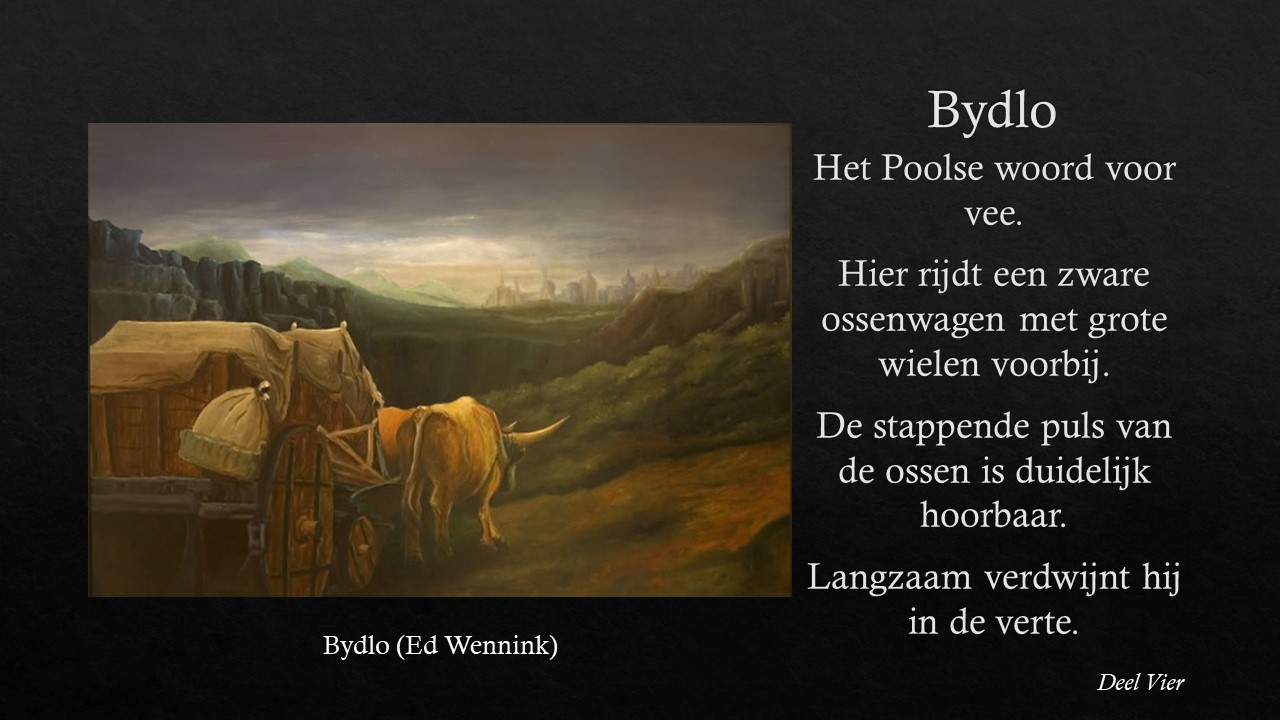 Bydlo
Het Poolse woord voor
vee.
Hier rijdt een zware
ossenwagen met grote
wielen voorbij.
De stappende puls van
de ossen is duidelijk
hoorbaar.
Langzaam verdwijnt hij
in de verte.
Bydlo (Ed Wennink)
Deel Vier